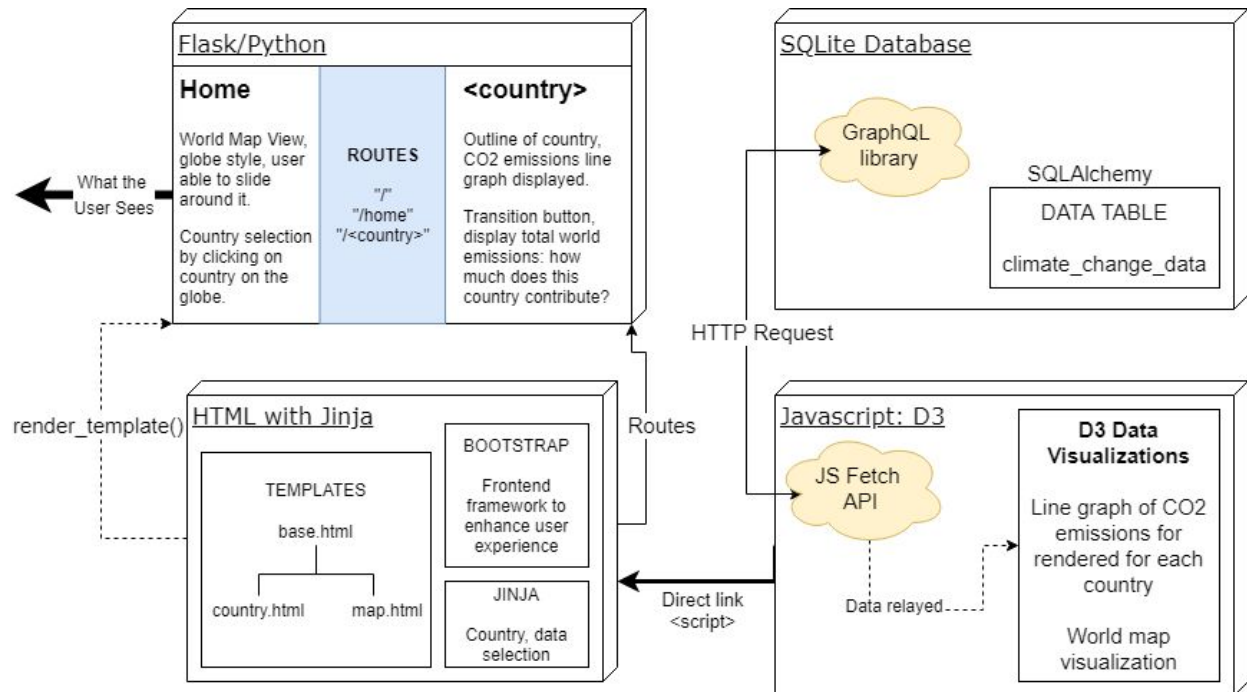 Flask/Python
Home
World Map View,
globe style, user
able to slide
around it.
Country selection
by clicking on
country on the
globe.
ROUTES
"/"
"/home"
"/<country>"
<country>
Outline of country,
CO2 emissions line
graph displayed.
Transition button,
display total world
emissions: how
much does this
country contribute?
What the
User Sees
SQLite Database
GraphQL
library
SQLAlchemy
DATA TABLE
climate_change_data
HTTP Request
render_template()
HTML with Jinja
TEMPLATES
base.html
country.html
map.html
BOOTSTRAP
Frontend
framework to
enhance user
experience
JINJA
Country, data
selection
Routes
Direct link
<script>
Javascript: D3
JS Fetch
API
Data relayed
D3 Data
Visualizations
Line graph of CO2
emissions for
rendered for each
country
World map
visualization